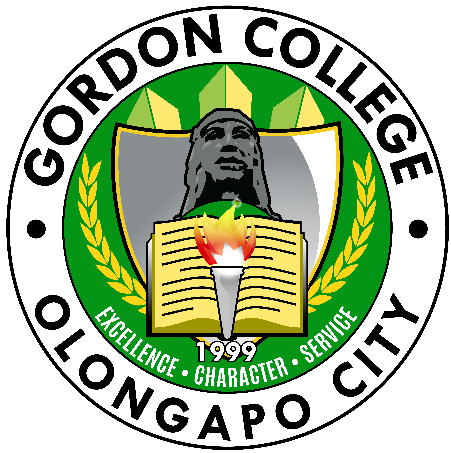 GORDON COLLEGE
EXCELLENCE • CHARACTER • SERVICE
1999
• OLONGAPO CITY •